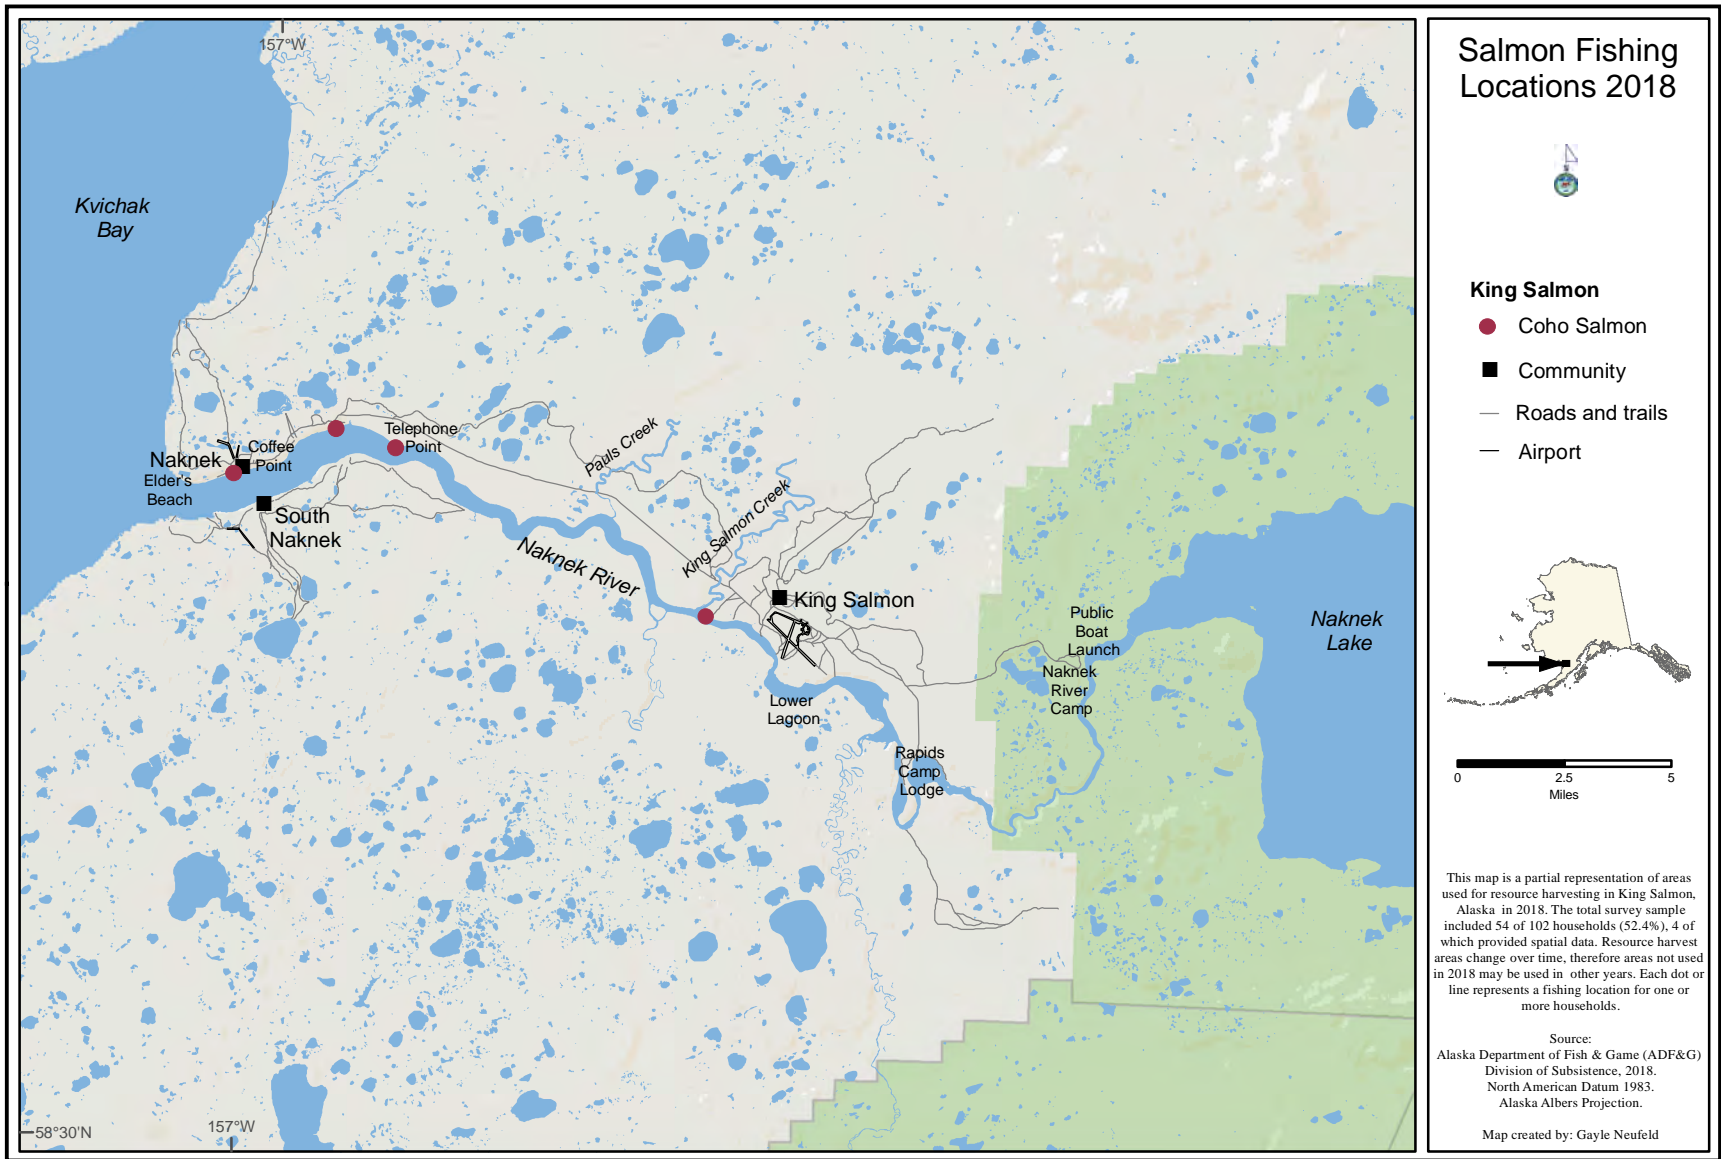 157°W
Kvichak
Bay
Telephone
Point
Pauls Creek
Coffee
Point
Naknek
Elder's
Beach
South
Naknek
King Salmon Creek
Naknek River
King Salmon
Public
Boat
Launch
Naknek
Lake
Naknek
River
Camp
Lower
Lagoon
Rapids
Camp
Lodge
157°W
58°30'N
Salmon Fishing
Locations 2018
King Salmon
Coho Salmon
Community
Roads and trails
Airport
0 2.5 5
Miles
This map is a partial representation of areas
used for resource harvesting in King Salmon,
Alaska in 2018. The total survey sample
included 54 of 102 households (52.4%), 4 of
which provided spatial data. Resource harvest
areas change over time, therefore areas not used
in 2018 may be used in other years. Each dot or
line represents a fishing location for one or
more households.
Source:
Alaska Department of Fish & Game (ADF&G)
Division of Subsistence, 2018.
North American Datum 1983.
Alaska Albers Projection.
Map created by: Gayle Neufeld